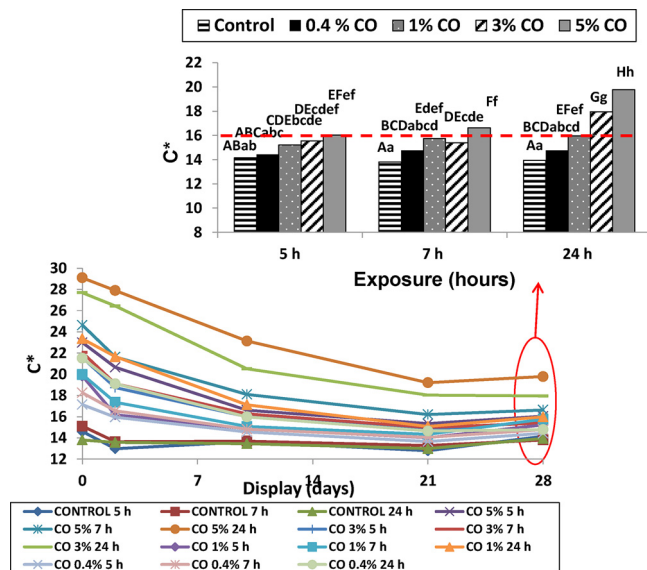 Control 0.4 % CO 1% CO 3% CO 5% CO
22
20
18
16
14
12
10
8
C*
ABab
ABCabc
CDEbcde
DEcdef
EFef
Aa
BCDabcd
Edef
DEcde
Ff
Aa
BCDabcd
EFef
Gg
Hh
5 h 7 h 24 h
Exposure (hours)
30
28
26
24
22
20
18
16
14
12
C*
0 7 14 21 28
Display (days)
CONTROL 5 h CONTROL 7 h CONTROL 24 h CO 5% 5 h
CO 5% 7 h CO 5% 24 h CO 3% 5 h CO 3% 7 h
CO 3% 24 h CO 1% 5 h CO 1% 7 h CO 1% 24 h
CO 0.4% 5 h CO 0.4% 7 h CO 0.4% 24 h